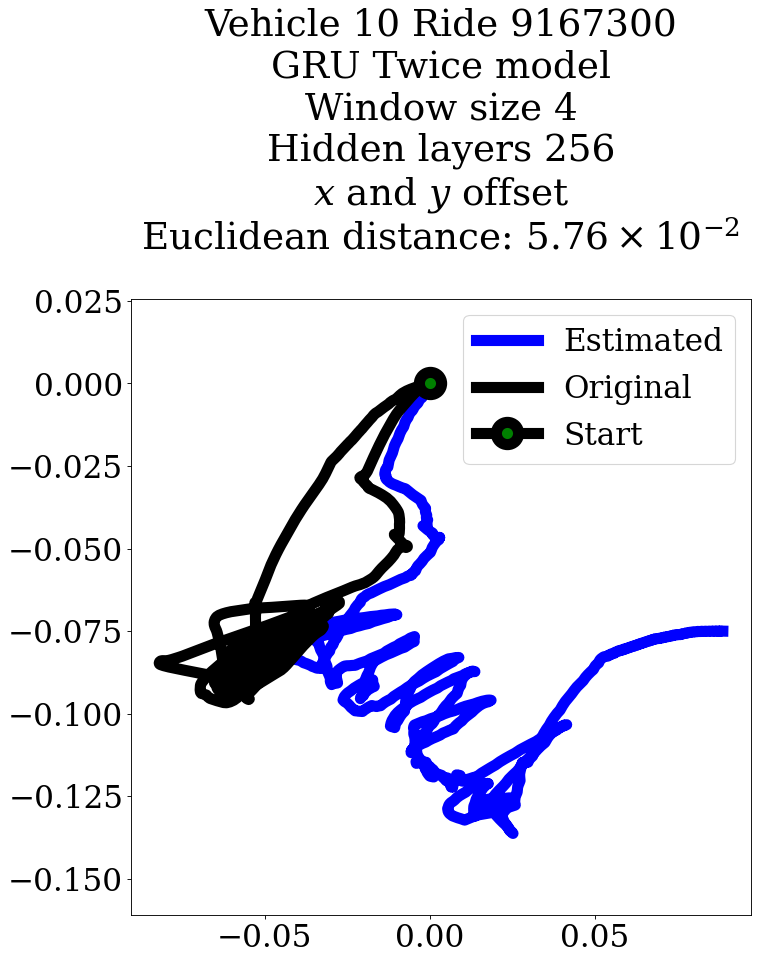 Vehicle 10 Ride 9167300
GRU Twice model
Window size 4
Hidden layers 256
x and y offset
Euclidean distance: 5.76 × 10⁻²
Estimated
Original
Start
0.025
0.000
−0.025
−0.050
−0.075
−0.100
−0.125
−0.150
−0.05 0.00 0.05